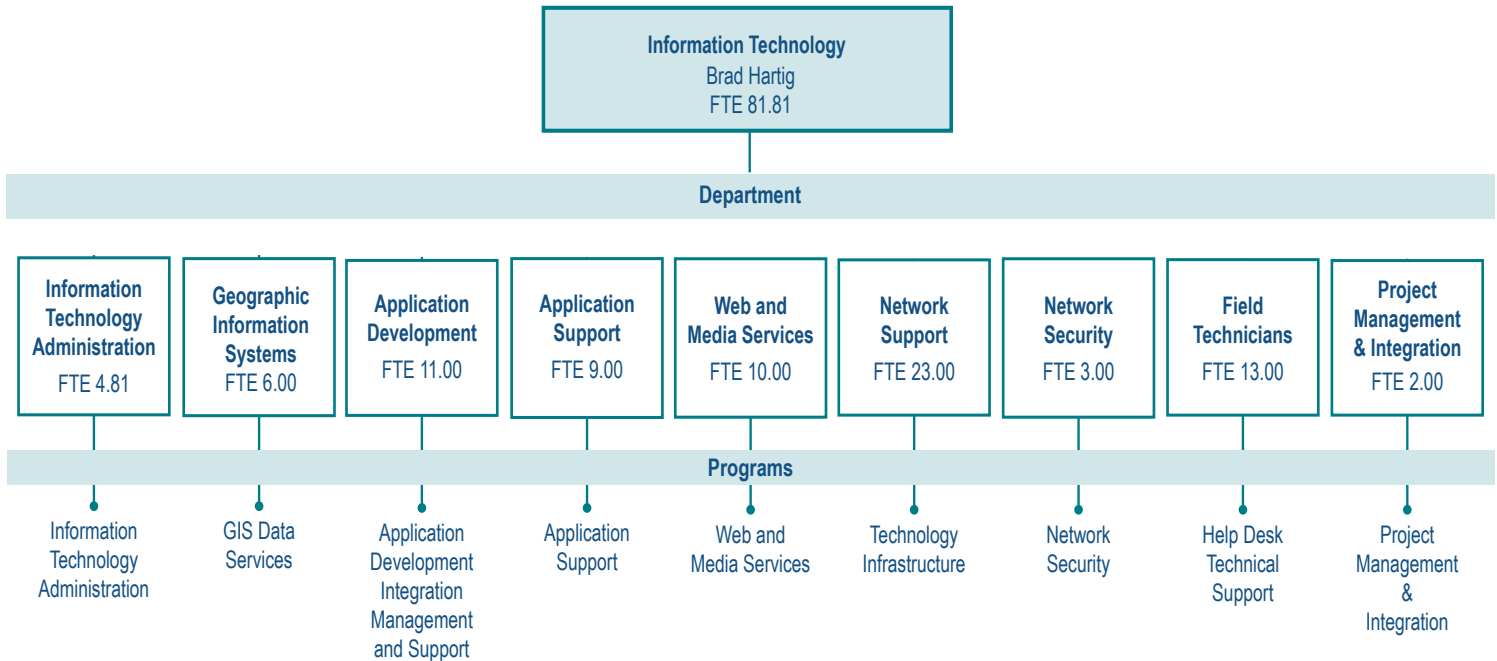 Information Technology
Brad Hartig
FTE 81.81
Department
Information
Technology
Administration
FTE 4.81
Geographic
Information
Systems
FTE 6.00
Application
Development
FTE 11.00
Application
Support
FTE 9.00
Web and
Media Services
FTE 10.00
Network
Support
FTE 23.00
Network
Security
FTE 3.00
Field
Technicians
FTE 13.00
Project
Management
& Integration
FTE 2.00
Programs
Information
Technology
Administration
GIS Data
Services
Application
Development
Integration
Management
and Support
Application
Support
Web and
Media Services
Technology
Infrastructure
Network
Security
Help Desk
Technical
Support
Project
Management
&
Integration